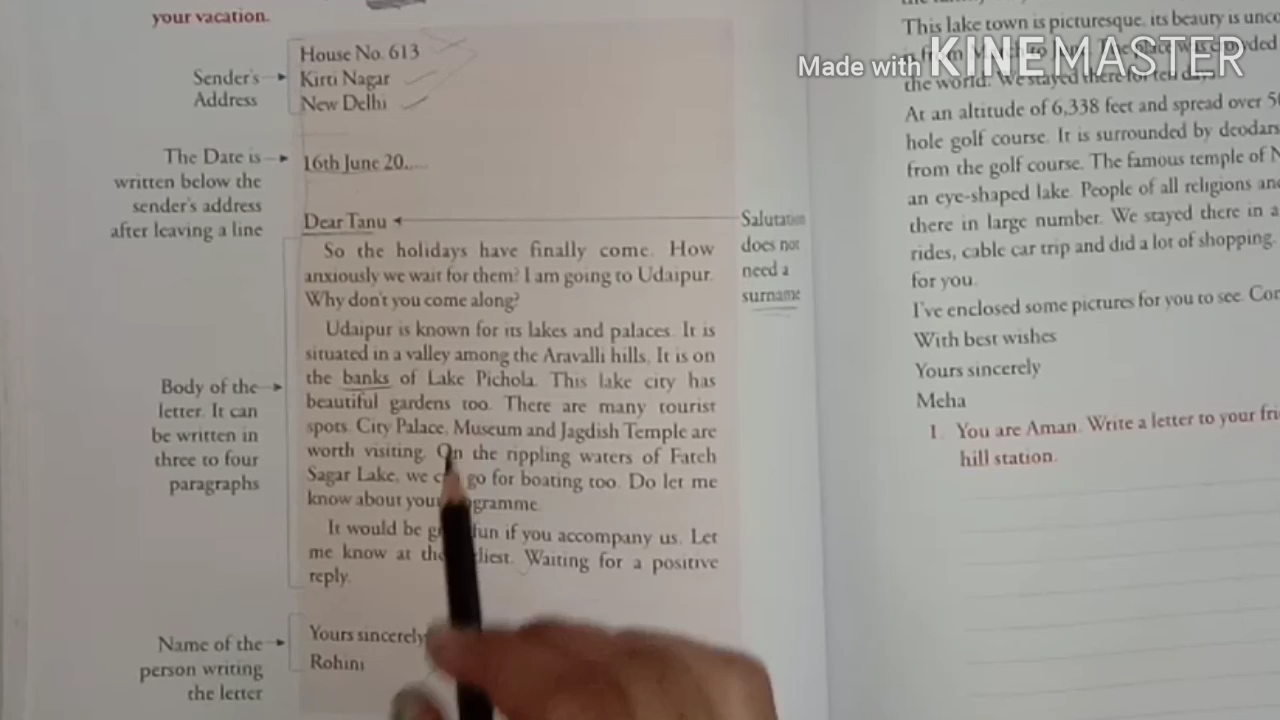 your vacation.
House No. 613
Kirti Nagar
New Delhi
Sender's
Address
The Date is
written below the
sender's address
after leaving a line
16th June 20.....
Dear Tanu
Salutation
does not
need a
surname
So the holidays have finally come. How
anxiously we wait for them? I am going to Udaipur.
Why don't you come along?
Udaipur is known for its lakes and palaces. It is
situated in a valley among the Aravalli hills. It is on
the banks of Lake Pichola. This lake city has
beautiful gardens too. There are many tourist
spots. City Palace, Museum and Jagdish Temple are
worth visiting. On the rippling waters of Fateh
Sagar Lake, we go for boating too. Do let me
know about
It would be fun if you accompany us. Let
me know at Waiting for a positive
reply.
Body of the
letter. It can
be written in
three to four
paragraphs
Yours sincerely
Rohini
Name of the
person writing
the letter
Made with KINEMASTER
This lake town is picturesque, its beauty is
the world. We stayed there for ten days
At an altitude of 6,338 feet and spread over
hole golf course. It is surrounded by deodars
from the golf course. The famous temple of
an eye-shaped lake. People of all religions
there in large number. We stayed there in a
rides, cable car trip and did a lot of shopping.
for you.
I've enclosed some pictures for you to see.
With best wishes
Yours sincerely
Meha
1. You are Aman. Write a letter to your
hill station.